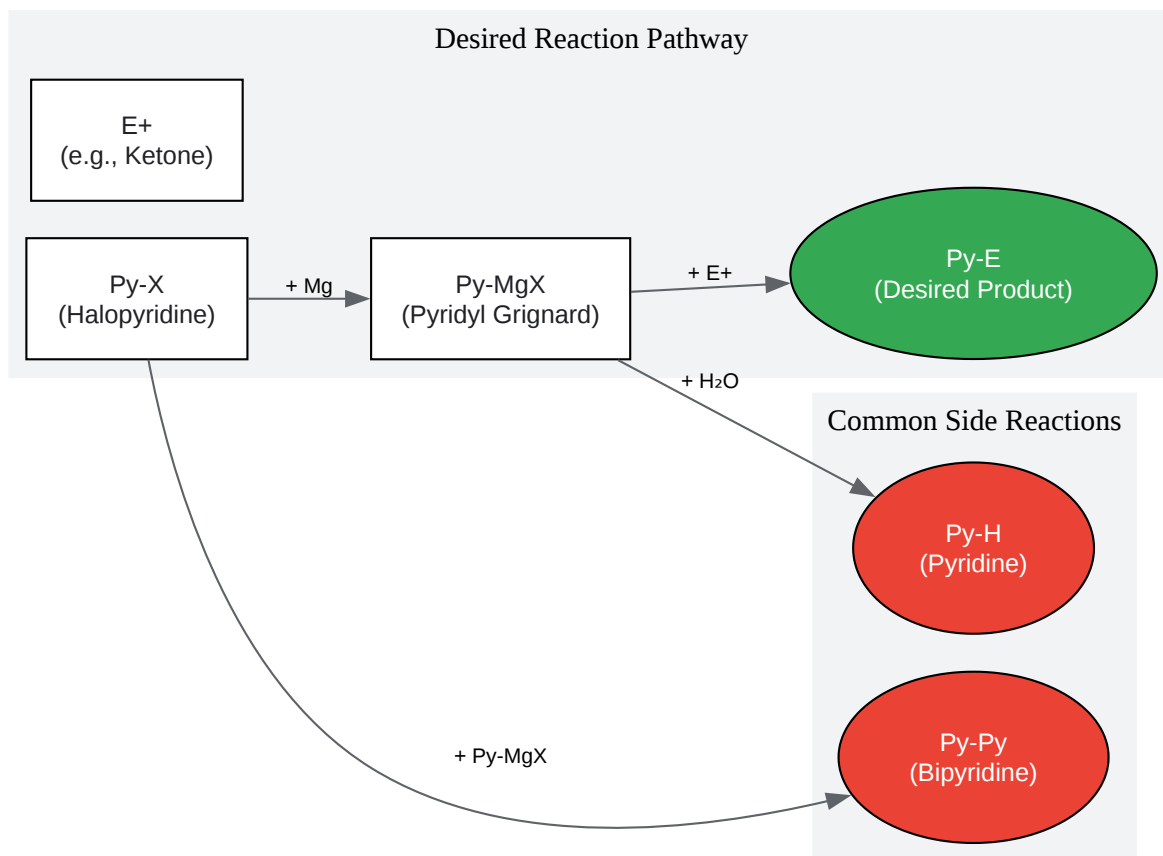 Desired Reaction Pathway
E+
(e.g., Ketone)
Py-X
(Halopyridine)
+ Mg
Py-MgX
(Pyridyl Grignard)
+ E+
Py-E
(Desired Product)
+ H₂O
Common Side Reactions
Py-H
(Pyridine)
+ Py-MgX
Py-Py
(Bipyridine)